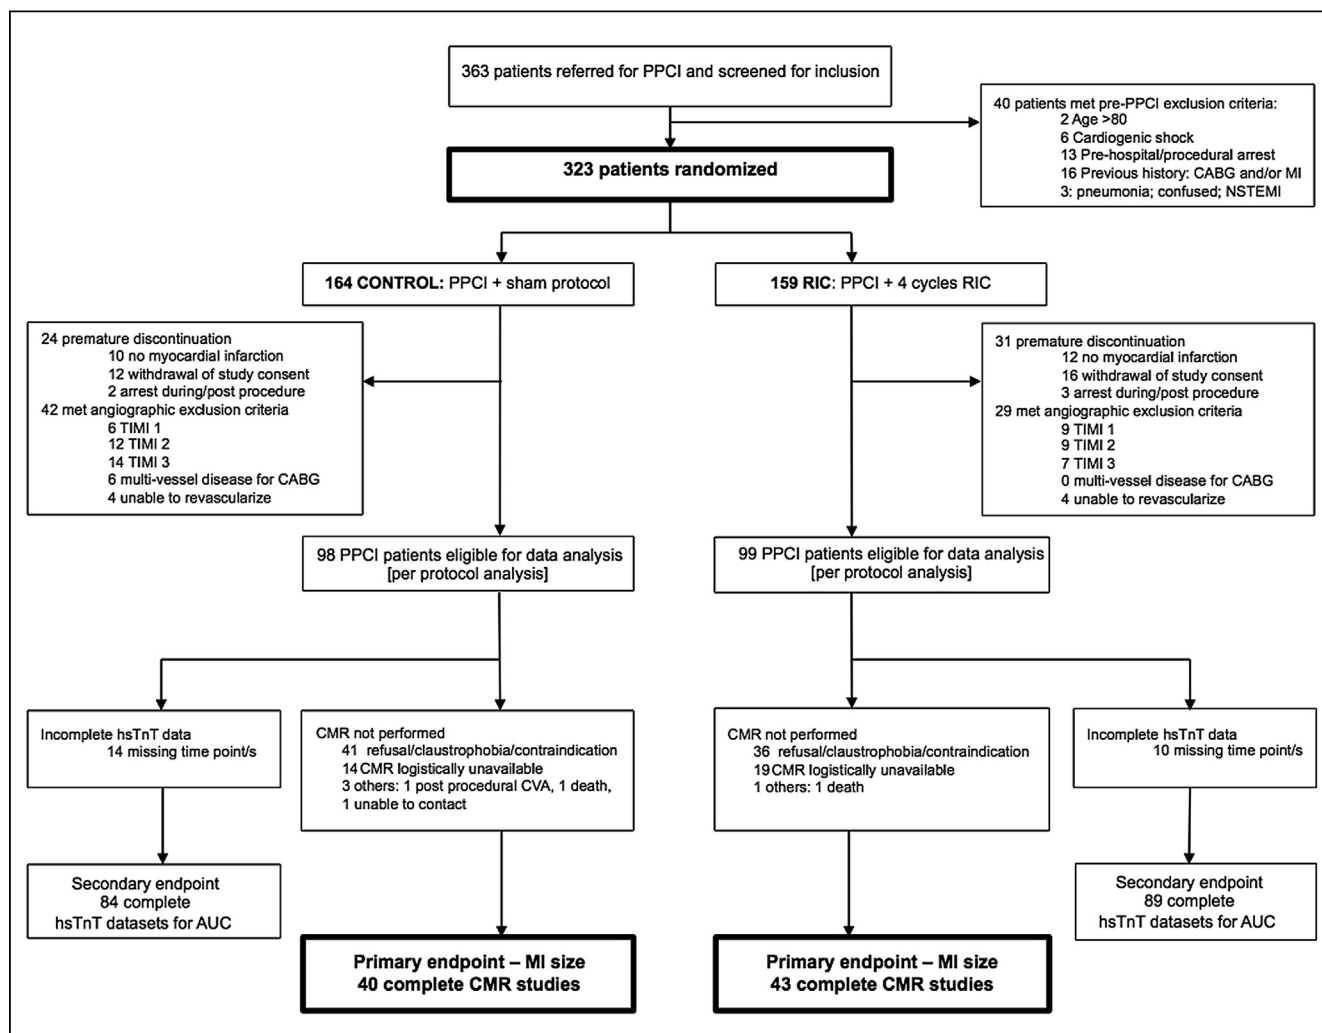 363 patients referred for PPCI and screened for inclusion
40 patients met pre-PPCI exclusion criteria:
2 Age >80
6 Cardiogenic shock
13 Pre-hospital/procedural arrest
16 Previous history: CABG and/or MI
3: pneumonia; confused; NSTEMI
323 patients randomized
164 CONTROL: PPCI + sham protocol
159 RIC: PPCI + 4 cycles RIC
24 premature discontinuation
10 no myocardial infarction
12 withdrawal of study consent
2 arrest during/post procedure
42 met angiographic exclusion criteria
6 TIMI 1
12 TIMI 2
14 TIMI 3
6 multi-vessel disease for CABG
4 unable to revascularize
31 premature discontinuation
12 no myocardial infarction
16 withdrawal of study consent
3 arrest during/post procedure
29 met angiographic exclusion criteria
9 TIMI 1
9 TIMI 2
7 TIMI 3
0 multi-vessel disease for CABG
4 unable to revascularize
98 PPCI patients eligible for data analysis
[per protocol analysis]
99 PPCI patients eligible for data analysis
[per protocol analysis]
Incomplete hsTnT data
14 missing time point/s
CMR not performed
41 refusal/claustrophobia/contraindication
14 CMR logistically unavailable
3 others: 1 post procedural CVA, 1 death,
1 unable to contact
CMR not performed
36 refusal/claustrophobia/contraindication
19 CMR logistically unavailable
1 others: 1 death
Incomplete hsTnT data
10 missing time point/s
Secondary endpoint
84 complete
hsTnT datasets for AUC
Secondary endpoint
89 complete
hsTnT datasets for AUC
Primary endpoint – MI size
40 complete CMR studies
Primary endpoint – MI size
43 complete CMR studies